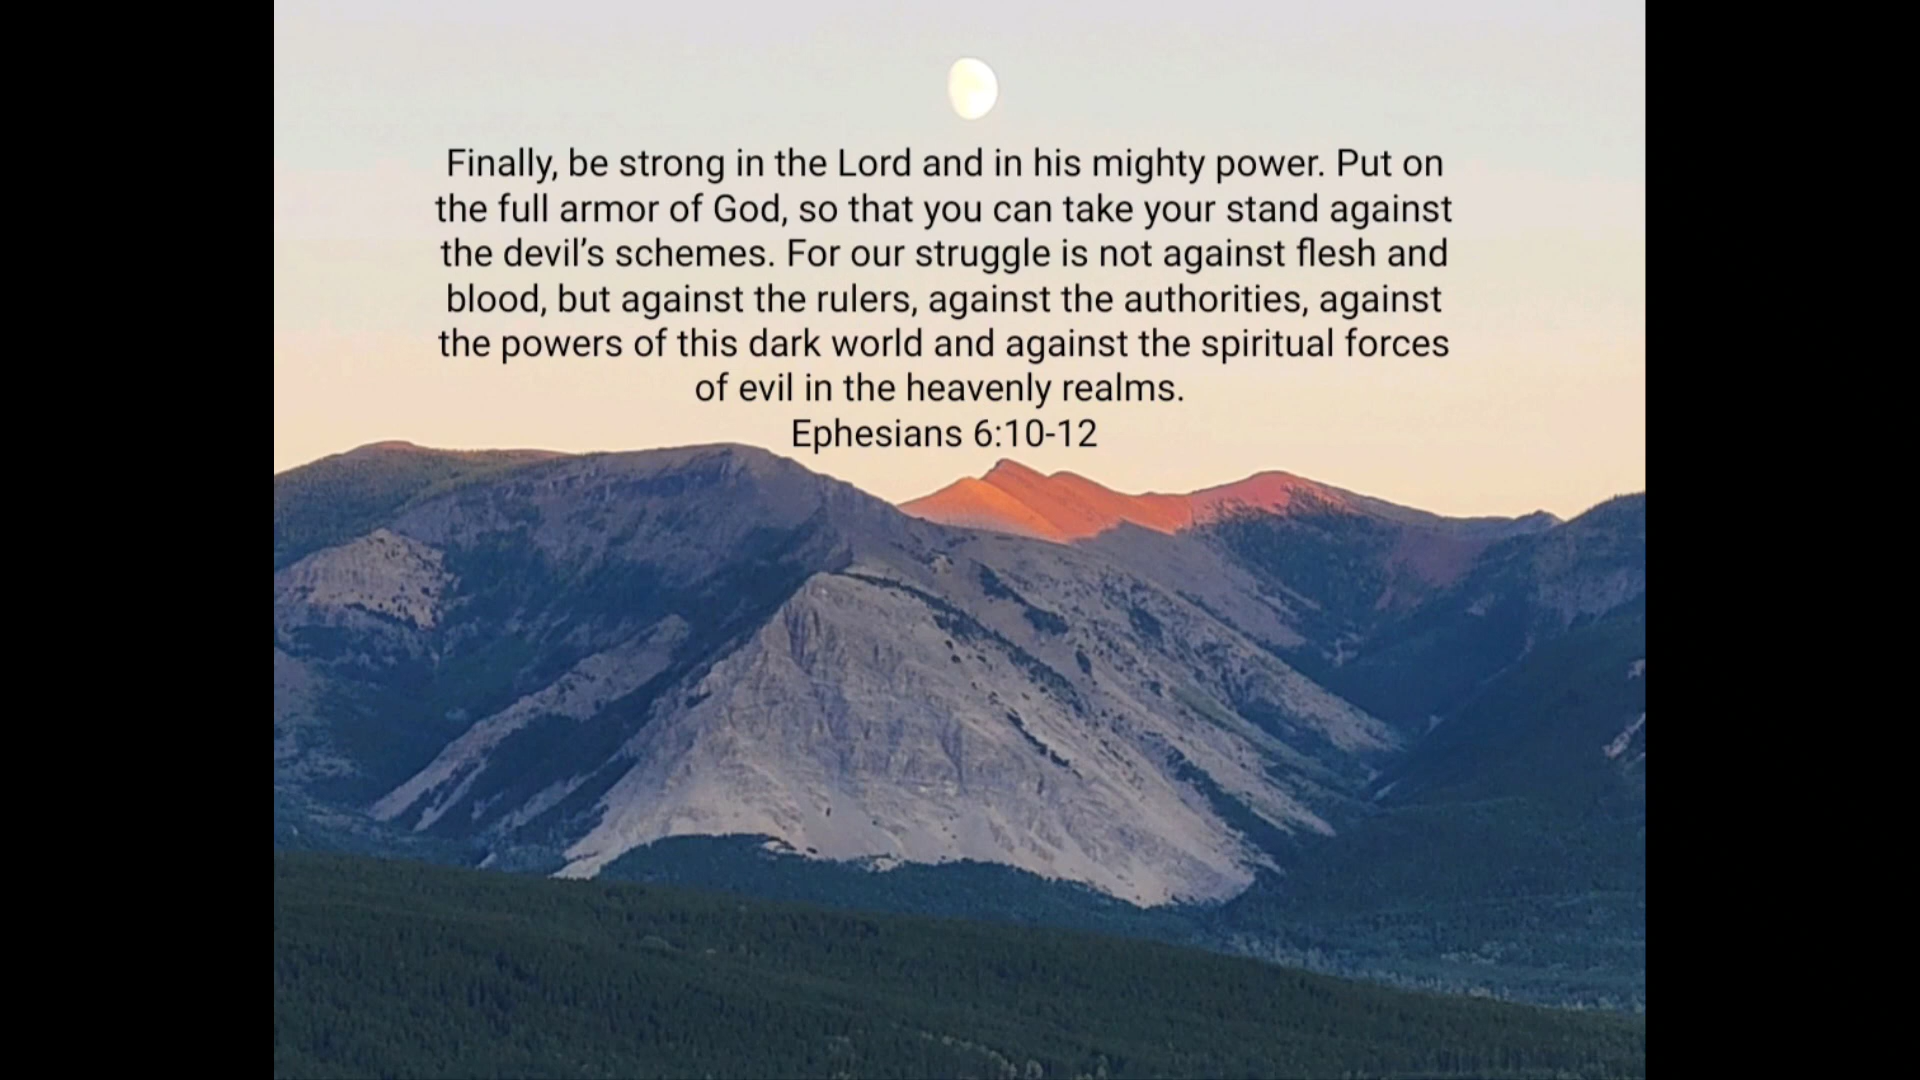 Finally, be strong in the Lord and in his mighty power. Put on
the full armor of God, so that you can take your stand against
the devil’s schemes. For our struggle is not against flesh and
blood, but against the rulers, against the authorities, against
the powers of this dark world and against the spiritual forces
of evil in the heavenly realms.
Ephesians 6:10-12